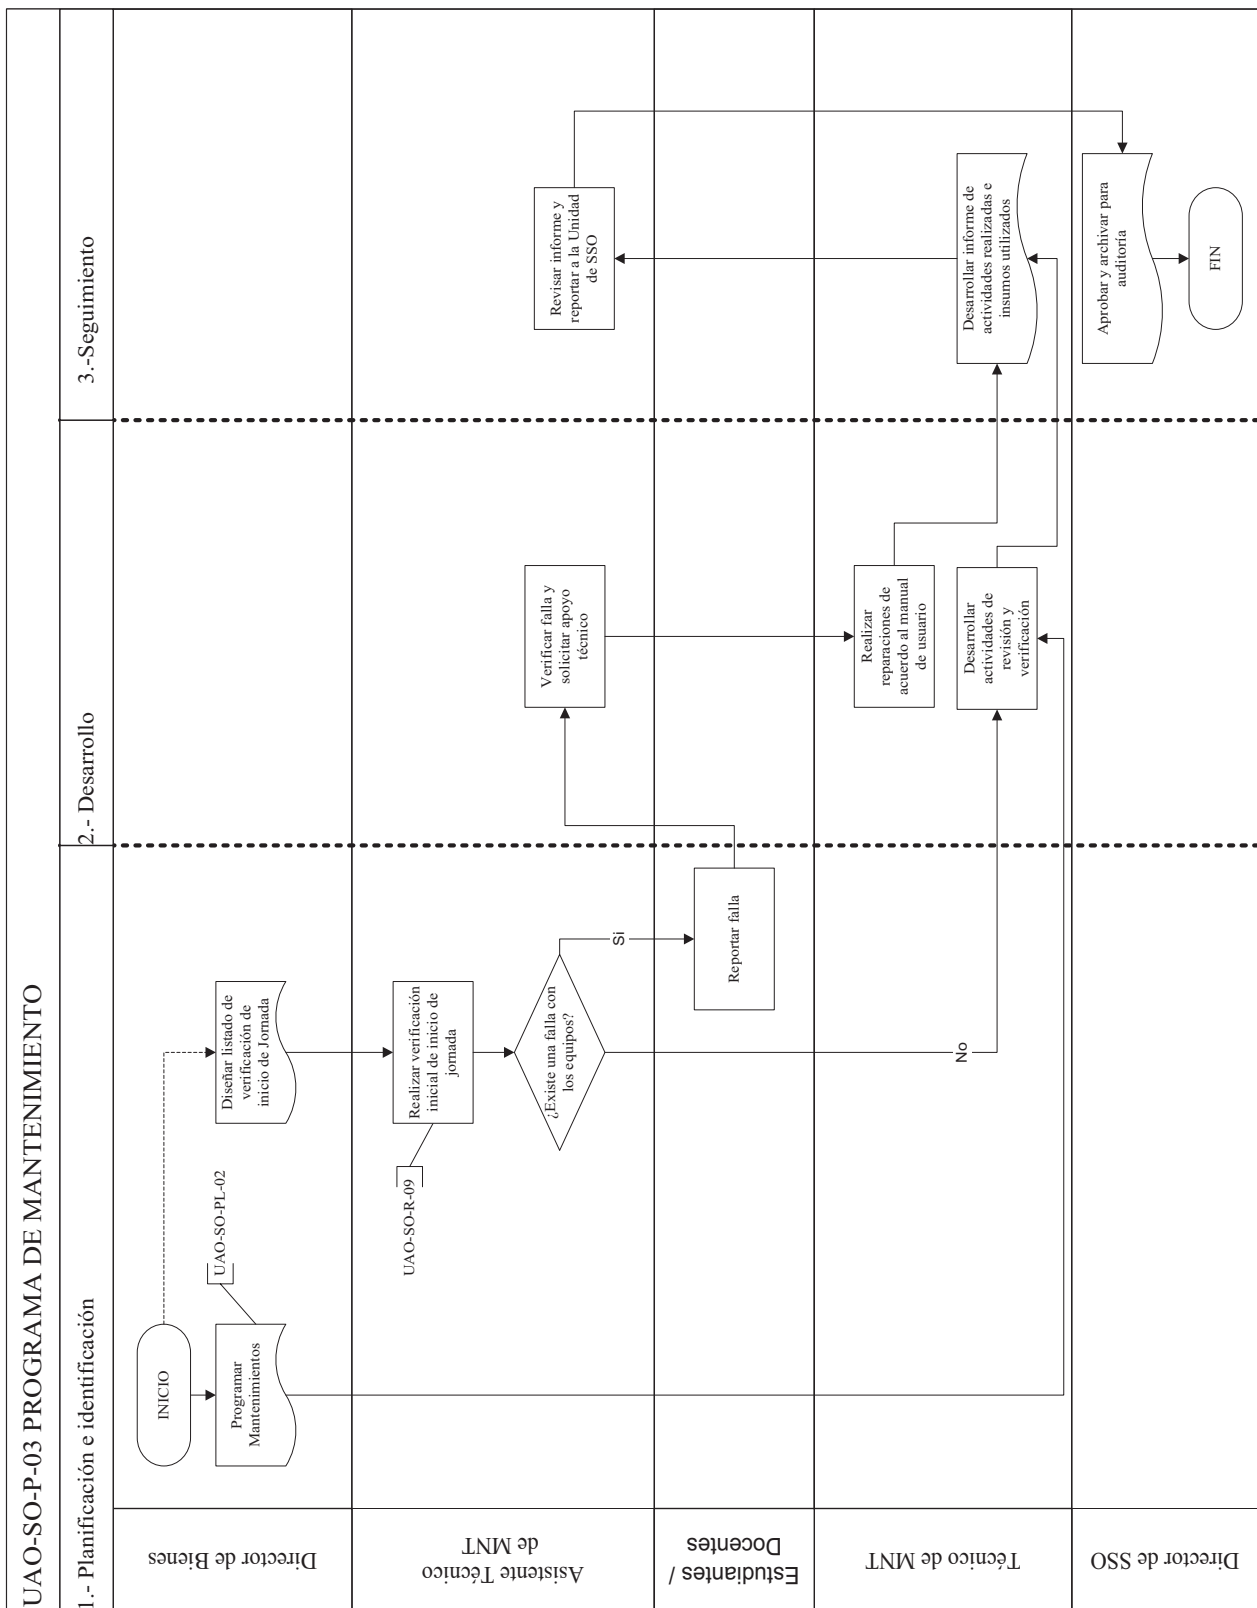 UAO-SO-P-03 PROGRAMA DE MANTENIMIENTO
1.- Planificación e identificación
2.- Desarrollo
3.-Seguimiento
Director de Bienes
INICIO
Programar
Mantenimientos
UAO-SO-PL-02
Diseñar listado de
verificación de
inicio de Jornada
Asistente Técnico
de MNT
UAO-SO-R-09
Realizar verificación
inicial de inicio de
jornada
¿Existe una falla con
los equipos?
Si
No
Verificar falla y
solicitar apoyo
técnico
Revisar informe y
reportar a la Unidad
de SSO
Estudiantes /
Docentes
Reportar falla
Técnico de MNT
Realizar
reparaciones de
acuerdo al manual
de usuario
Desarrollar
actividades de
revisión y
verificación
Desarrollar informe de
actividades realizadas e
insumos utilizados
Director de SSO
Aprobar y archivar para
auditoría
FIN